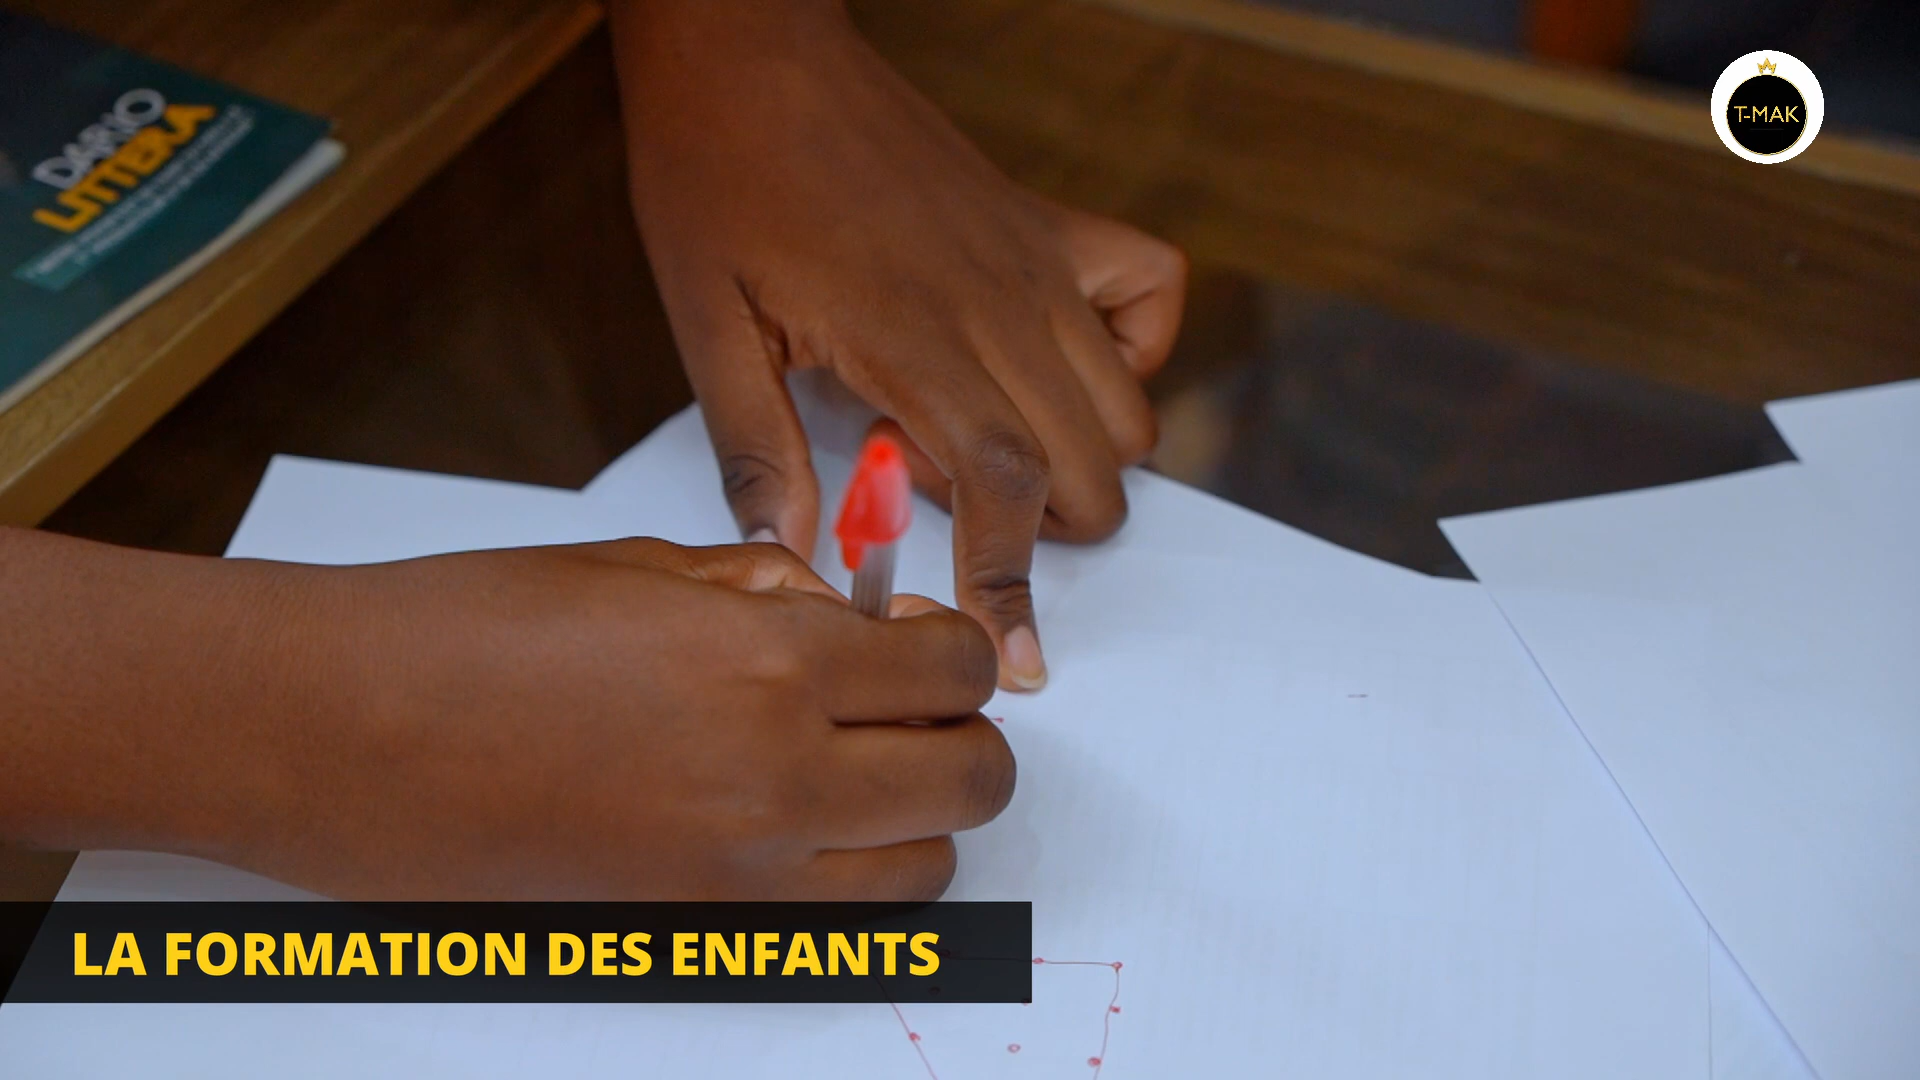 DARIO
LITTERA
T-MAK
LA FORMATION DES ENFANTS